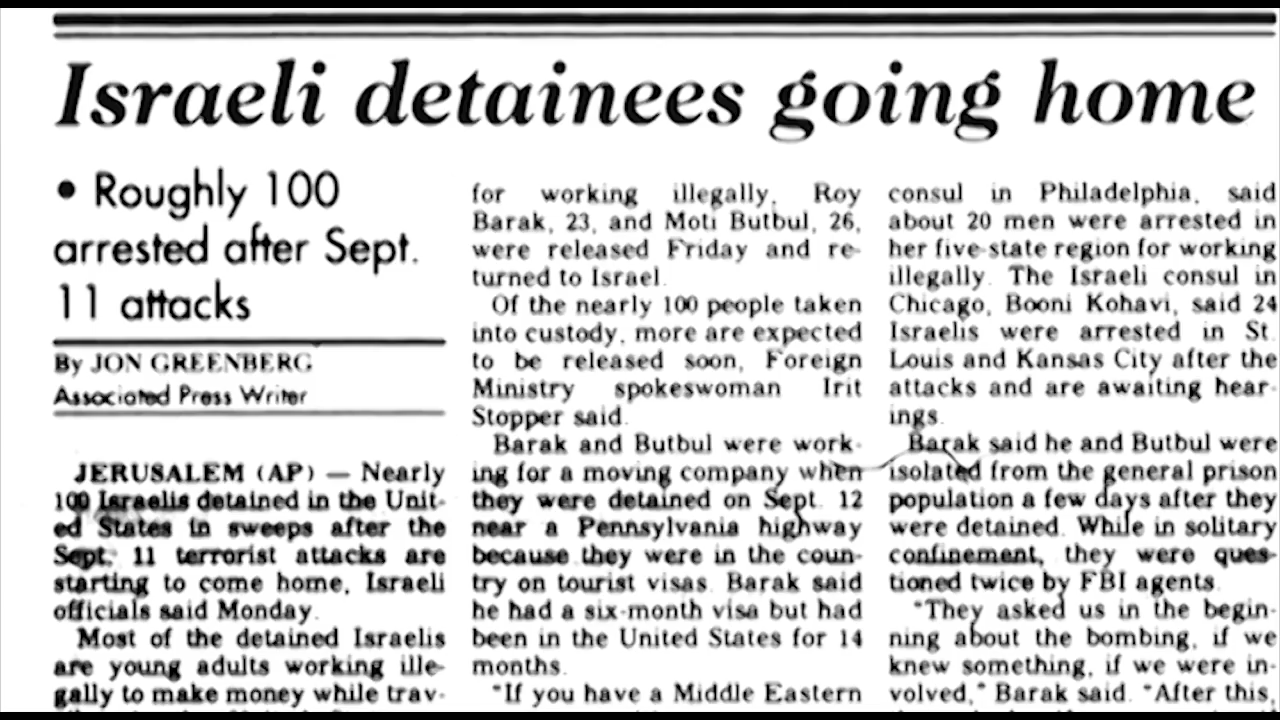 Israeli detainees going home
• Roughly 100
arrested after Sept.
11 attacks
By JON GREENBERG
Associated Press Writer
JERUSALEM (AP) — Nearly
100 Israelis detained in the Unit-
ed States in sweeps after the
Sept. 11 terrorist attacks are
starting to come home, Israeli
officials said Monday.
Most of the detained Israelis
are young adults working ille-
gally to make money while trav-
for working illegally, Roy
Barak, 23, and Moti Butbul, 26,
were released Friday and re-
turned to Israel.
Of the nearly 100 people taken
into custody, more are expected
to be released soon, Foreign
Ministry spokeswoman Irit
Stopper said.
Barak and Butbul were work-
ing for a moving company when
they were detained on Sept. 12
near a Pennsylvania highway
because they were in the coun-
try on tourist visas. Barak said
he had a six-month visa but had
been in the United States for 14
months.
"If you have a Middle Eastern
consul in Philadelphia, said
about 20 men were arrested in
her five-state region for working
illegally. The Israeli consul in
Chicago, Booni Kohavi, said 24
Israelis were arrested in St.
Louis and Kansas City after the
attacks and are awaiting hear-
ings.
Barak said he and Butbul were
isolated from the general prison
population a few days after they
were detained. While in solitary
confinement, they were ques-
tioned twice by FBI agents.
"They asked us in the begin-
ning about the bombing, if we
knew something, if we were in-
volved," Barak said. "After this,